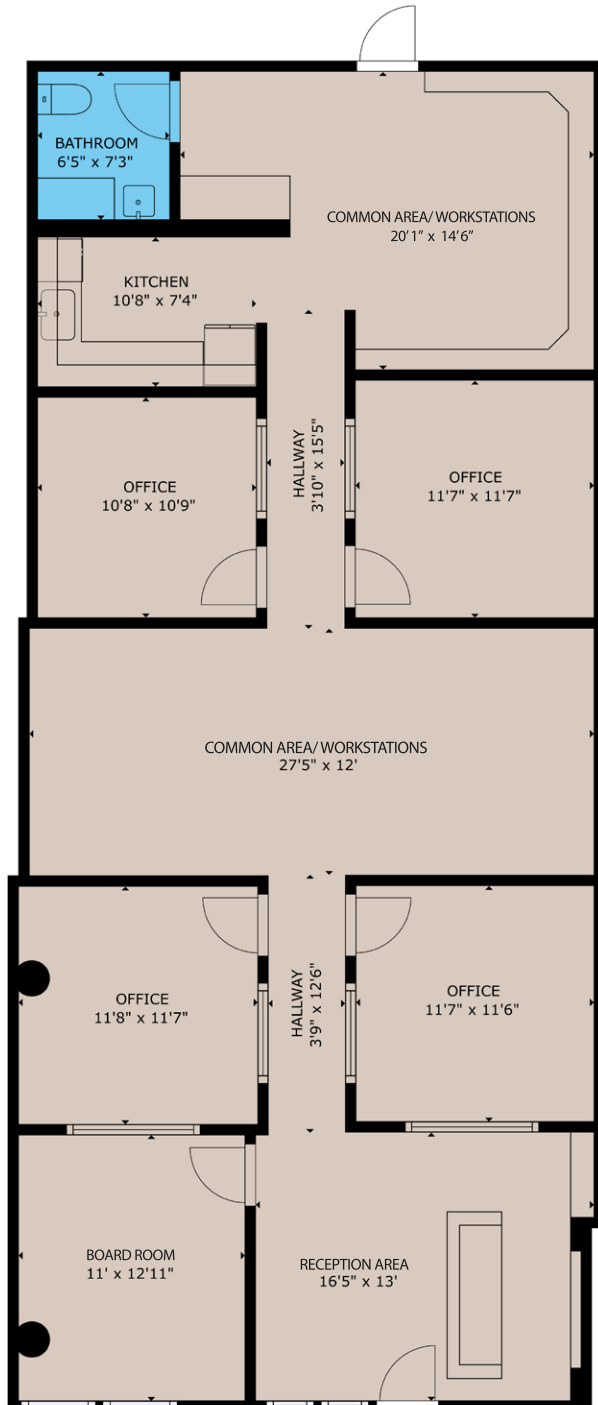 BATHROOM
6'5" x 7'3"
COMMON AREA/ WORKSTATIONS
20'1" x 14'6"
KITCHEN
10'8" x 7'4"
HALLWAY
3'10" x 15'5"
OFFICE
10'8" x 10'9"
OFFICE
11'7" x 11'7"
COMMON AREA/ WORKSTATIONS
27'5" x 12'
OFFICE
11'8" x 11'7"
HALLWAY
3'9" x 12'6"
OFFICE
11'7" x 11'6"
BOARD ROOM
11' x 12'11"
RECEPTION AREA
16'5" x 13'